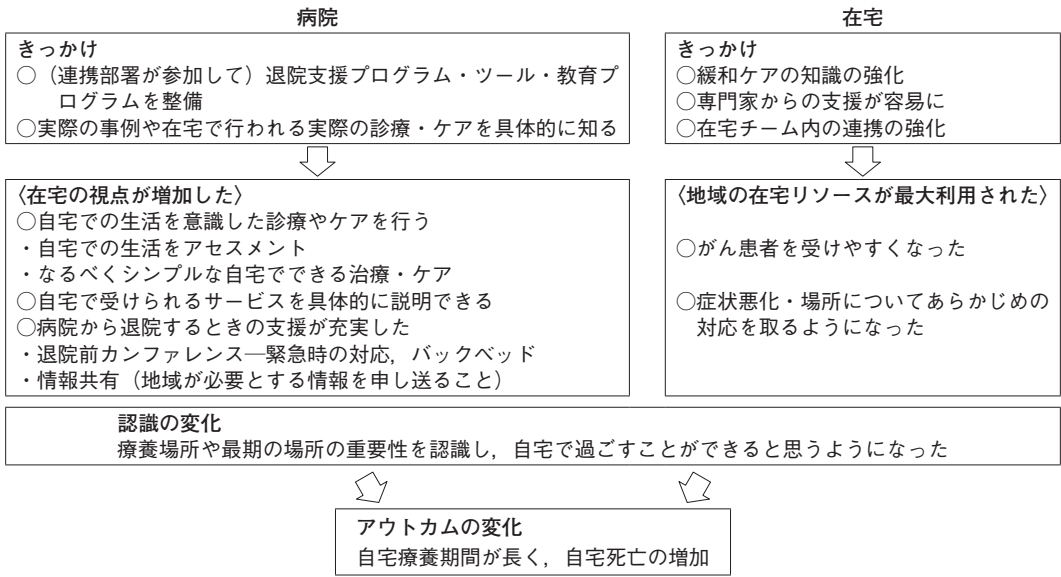 病院
きっかけ
○（連携部署が参加して）退院支援プログラム・ツール・教育プ
ログラムを整備
○実際の事例や在宅で行われる実際の診療・ケアを具体的に知る
〈在宅の視点が増加した〉
○自宅での生活を意識した診療やケアを行う
・自宅での生活をアセスメント
・なるべくシンプルな自宅でできる治療・ケア
○自宅で受けられるサービスを具体的に説明できる
○病院から退院するときの支援が充実した
・退院前カンファレンス―緊急時の対応，バックベッド
・情報共有（地域が必要とする情報を申し送ること）
在宅
きっかけ
○緩和ケアの知識の強化
○専門家からの支援が容易に
○在宅チーム内の連携の強化
〈地域の在宅リソースが最大利用された〉
○がん患者を受けやすくなった
○症状悪化・場所についてあらかじめの
対応を取るようになった
認識の変化
療養場所や最期の場所の重要性を認識し，自宅で過ごすことができると思うようになった
アウトカムの変化
自宅療養期間が長く，自宅死亡の増加